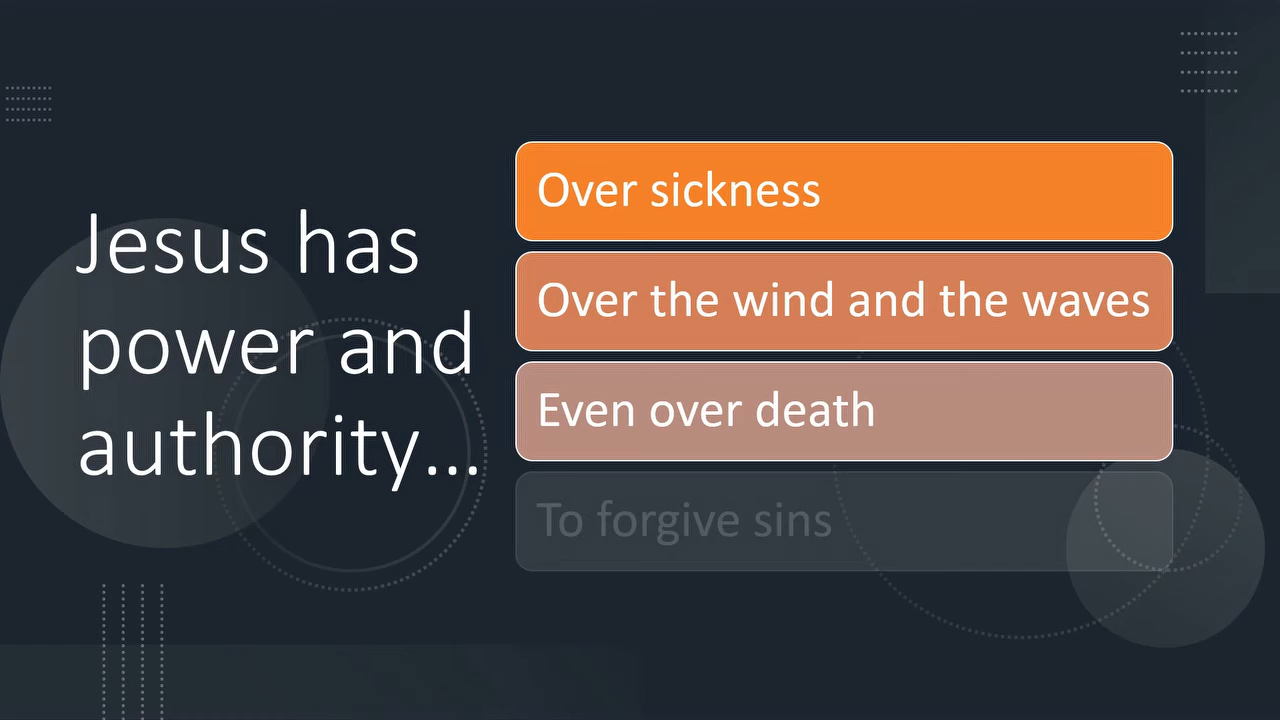 Jesus has
power and
authority...
Over sickness
Over the wind and the waves
Even over death
To forgive sins